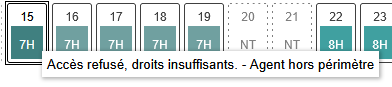 15 16 17 18 19 20 21 22 23
7H 7H 7H 7H 7H NT NT 8H 8H
Accès refusé, droits insuffisants. - Agent hors périmètre